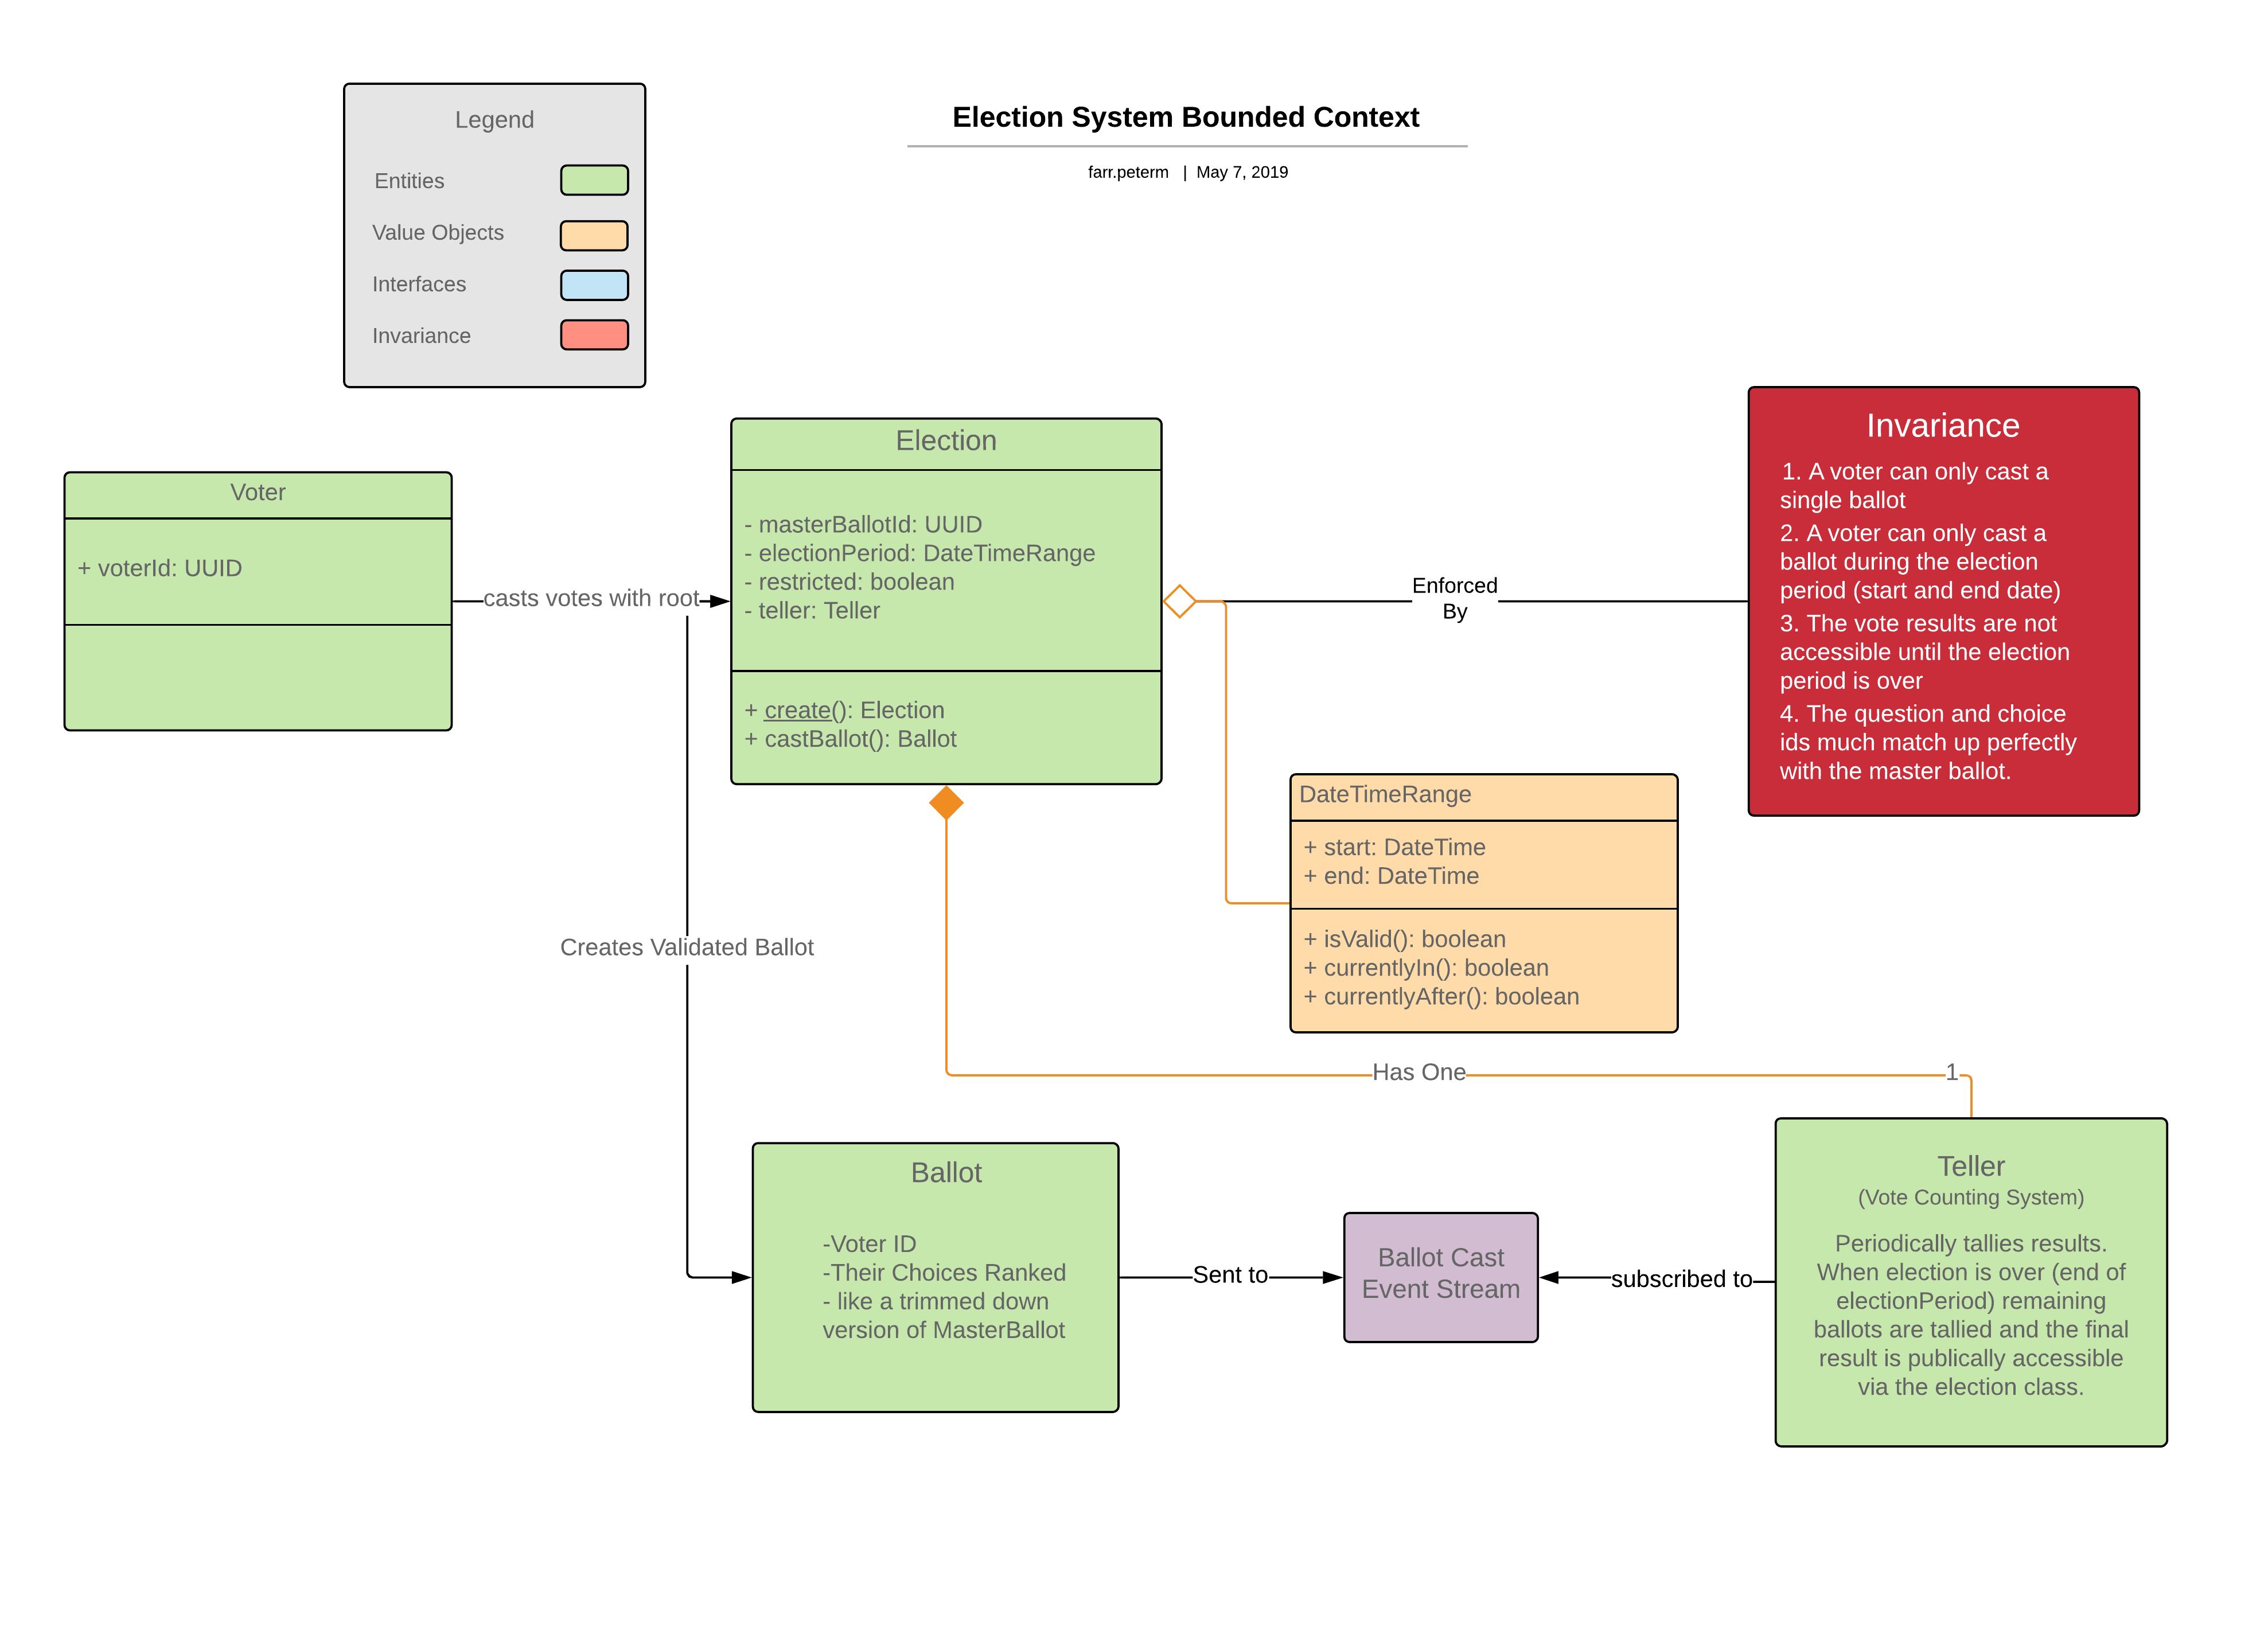 Legend
Entities
Value Objects
Interfaces
Invariance
Election System Bounded Context
farr.peterm | May 7, 2019
Voter
+ voterId: UUID
casts votes with root
Election
- masterBallotId: UUID
- electionPeriod: DateTimeRange
- restricted: boolean
- teller: Teller
+ create(): Election
+ castBallot(): Ballot
Enforced
By
Invariance
1. A voter can only cast a
single ballot
2. A voter can only cast a
ballot during the election
period (start and end date)
3. The vote results are not
accessible until the election
period is over
4. The question and choice
ids much match up perfectly
with the master ballot.
DateTimeRange
+ start: DateTime
+ end: DateTime
+ isValid(): boolean
+ currentlyIn(): boolean
+ currentlyAfter(): boolean
Creates Validated Ballot
Has One
1
Ballot
-Voter ID
-Their Choices Ranked
- like a trimmed down
version of MasterBallot
Sent to
Ballot Cast
Event Stream
subscribed to
Teller
(Vote Counting System)
Periodically tallies results.
When election is over (end of
electionPeriod) remaining
ballots are tallied and the final
result is publically accessible
via the election class.